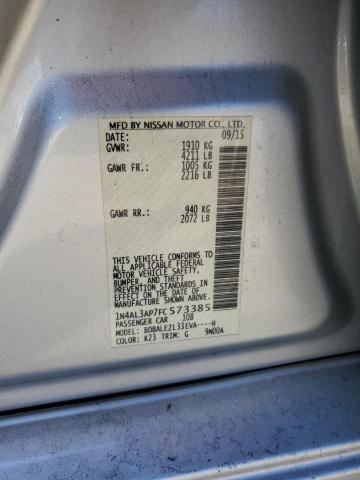 MFD BY NISSAN MOTOR CO., LTD.
DATE: 09/15
GVWR: 1910 KG
4211 LB
GAWR FR.: 1005 KG
2216 LB
GAWR RR.: 940 KG
2072 LB
THIS VEHICLE CONFORMS TO ALL
APPLICABLE FEDERAL MOTOR
VEHICLE SAFETY, BUMPER, AND THEFT
PREVENTION STANDARDS IN
EFFECT ON THE DATE OF
MANUFACTURE SHOWN ABOVE.
1N4AL3AP7FC573385
PASSENGER CAR 108
MODEL: BDBALEZL33EVA----H
COLOR: K23 TRIM: G 9N00A